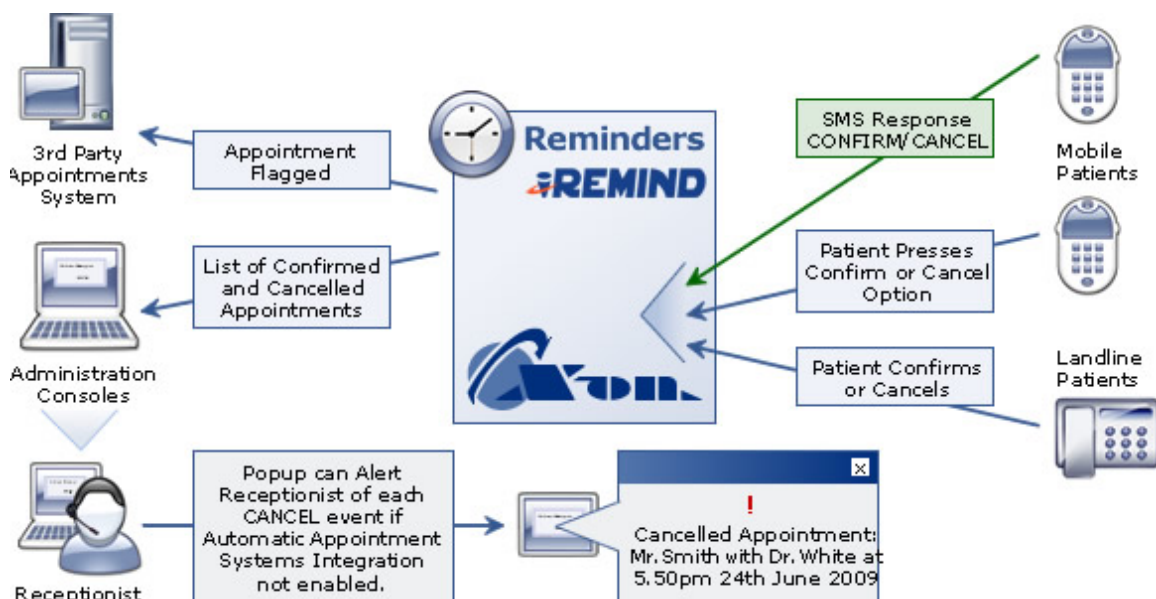 3rd Party
Appointments
System
Appointment
Flagged
Reminders
iREMIND
SMS Response
CONFIRM/CANCEL
Mobile
Patients
List of Confirmed
and Cancelled
Appointments
Patient Presses
Confirm or Cancel
Option
Administration
Consoles
Patient Confirms
or Cancels
Landline
Patients
Popup can Alert
Receptionist of each
CANCEL event if
Automatic Appointment
Systems Integration
not enabled.
!
Cancelled Appointment:
Mr. Smith with Dr. White at
5.50pm 24th June 2009
Receptionist